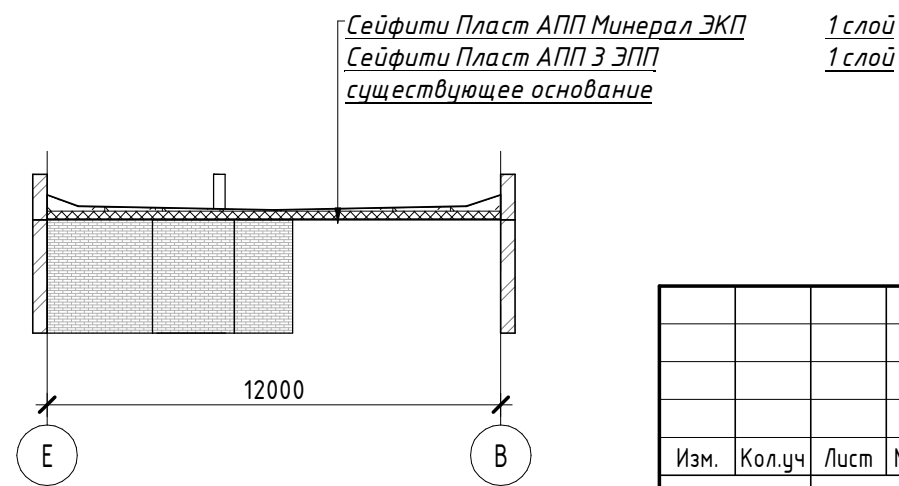 Сейфити Пласт АПП Минерал ЭКП 1 слой
Сейфити Пласт АПП 3 ЭПП 1 слой
существующее основание
12000
Е В
Изм. Кол.уч Лист